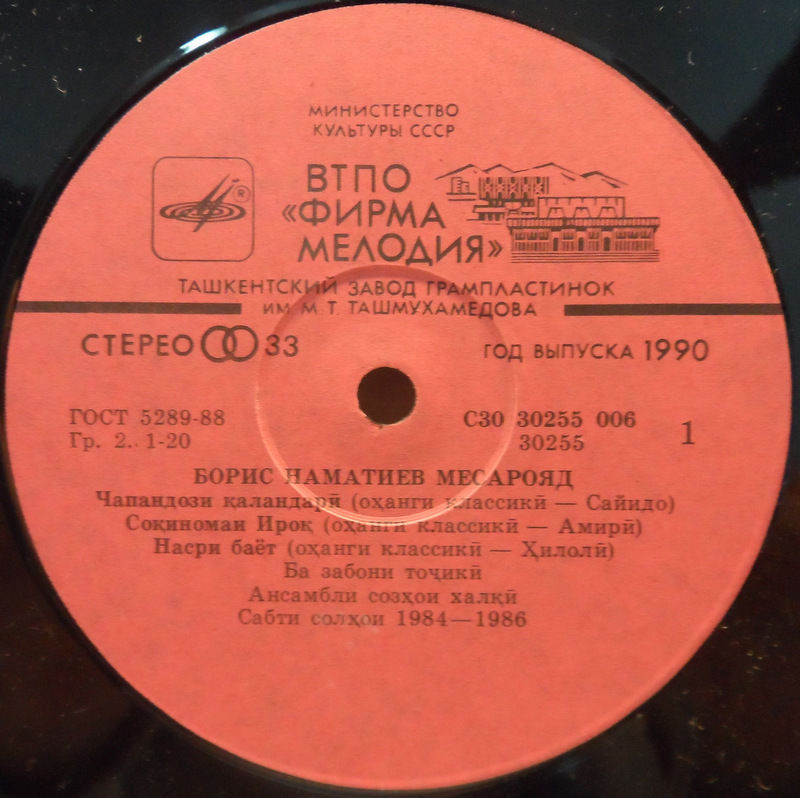 МИНИСТЕРСТВО
КУЛЬТУРЫ СССР
ВТПО
«ФИРМА
МЕЛОДИЯ»
®
ТАШКЕНТСКИЙ ЗАВОД ГРАМПЛАСТИНОК
ИМ. М. Т. ТАШМУХАМЕДОВА
СТЕРЕО 33
ГОД ВЫПУСКА 1990
ГОСТ 5289-88
Гр. 2. 1-20
С30 30255 006
30255
1
БОРИС НАМАТИЕВ МЕСАРОЯД
Чапандози қаландарӣ (оҳанги классикӣ — Сайидо)
Соқиномаи Ироқ (оҳанги классикӣ — Амирӣ)
Насри баёт (оҳанги классикӣ — Ҳилолӣ)
Ба забони тоҷикӣ
Ансамбли созҳои халқӣ
Сабти солҳои 1984—1986